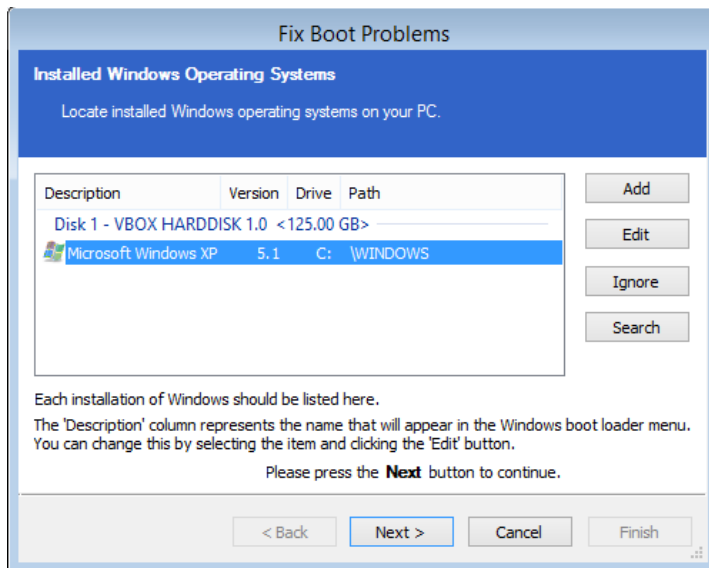 Fix Boot Problems
Installed Windows Operating Systems
Locate installed Windows operating systems on your PC.
Description Version Drive Path
Disk 1 - VBOX HARDDISK 1.0 <125.00 GB>
Microsoft Windows XP 5.1 C: \WINDOWS
Add
Edit
Ignore
Search
Each installation of Windows should be listed here.
The 'Description' column represents the name that will appear in the Windows boot loader menu.
You can change this by selecting the item and clicking the 'Edit' button.
Please press the Next button to continue.
< Back Next > Cancel Finish